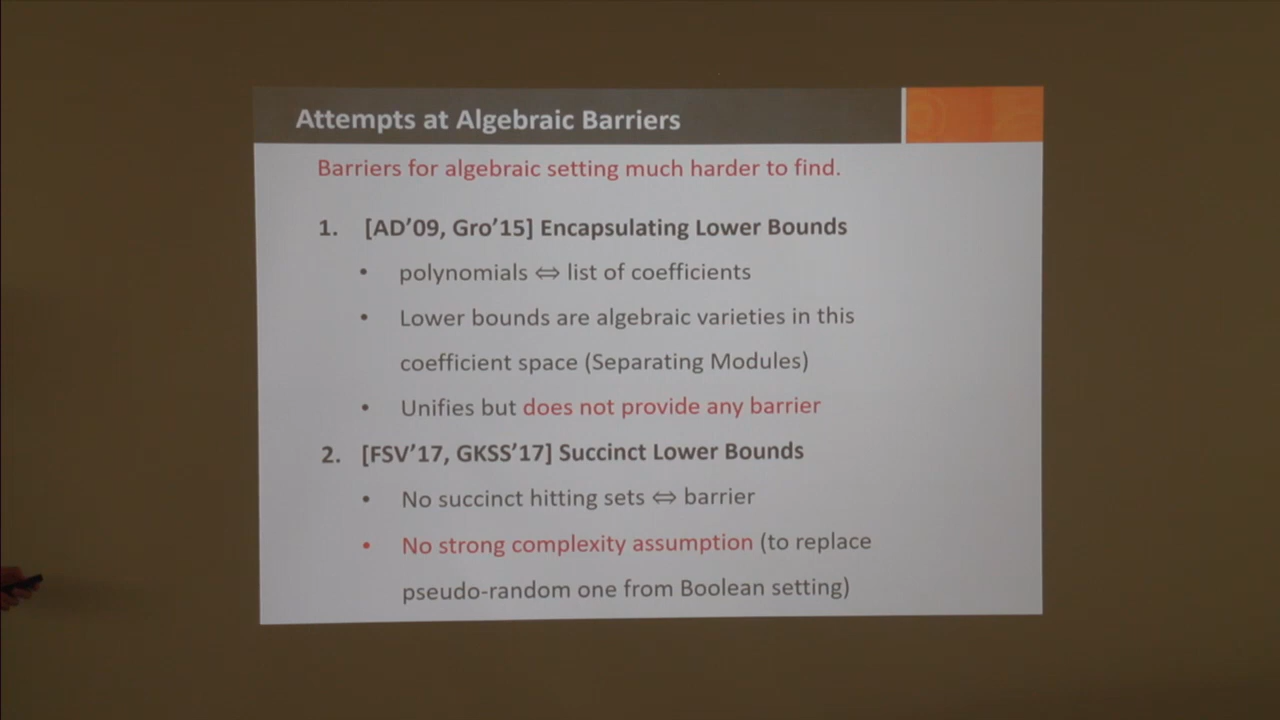 Attempts at Algebraic Barriers
Barriers for algebraic setting much harder to find.
1. [AD'09, Gro'15] Encapsulating Lower Bounds
• polynomials ⇔ list of coefficients
• Lower bounds are algebraic varieties in this
coefficient space (Separating Modules)
• Unifies but does not provide any barrier
2. [FSV'17, GKSS'17] Succinct Lower Bounds
• No succinct hitting sets ⇔ barrier
• No strong complexity assumption (to replace
pseudo-random one from Boolean setting)